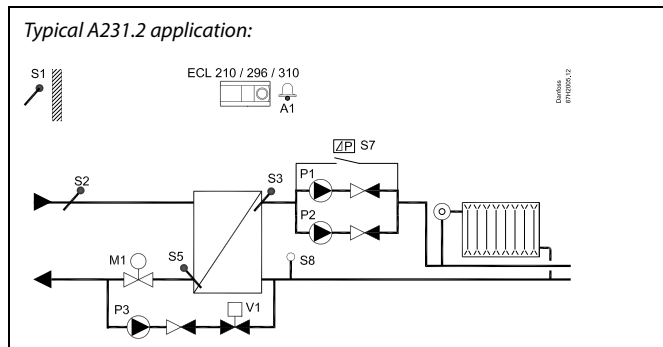 Typical A231.2 application:
S1
ECL 210 / 296 / 310
A1
Danfoss
87H2005.12
S2
S3
P S7
P1
P2
M1
S5
S8
P3
V1